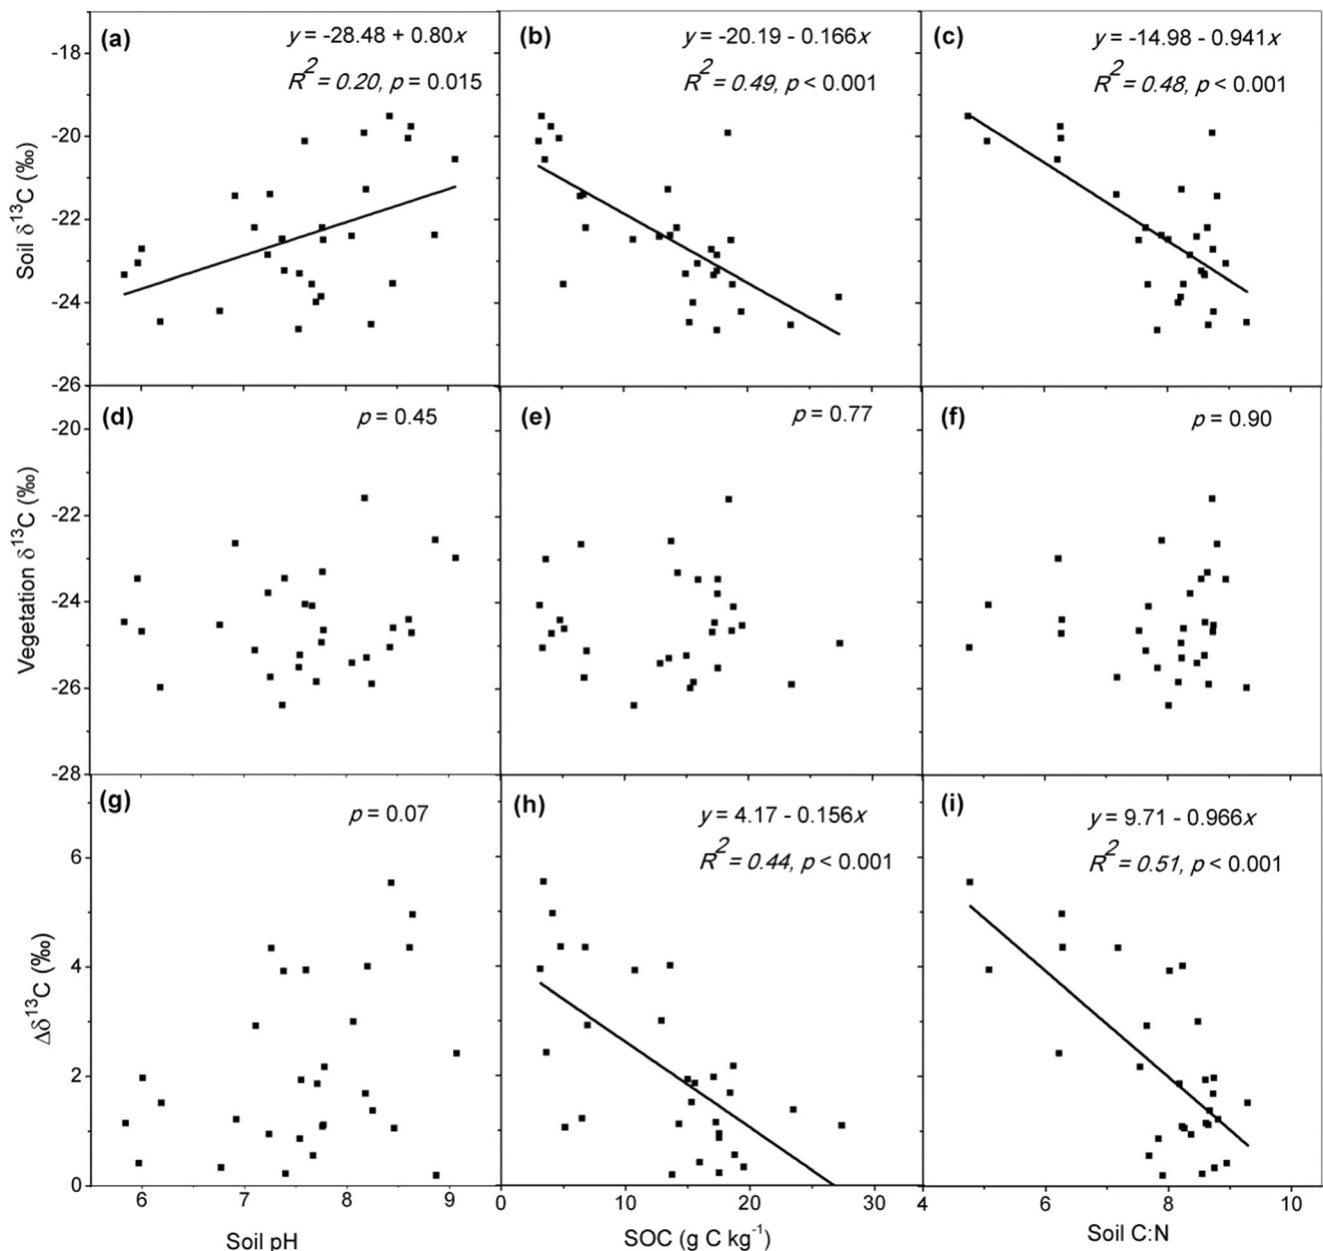 (a)
y = -28.48 + 0.80x
R² = 0.20, p = 0.015
(b)
y = -20.19 - 0.166x
R² = 0.49, p < 0.001
(c)
y = -14.98 - 0.941x
R² = 0.48, p < 0.001
-18
-20
-22
-24
-26
Soil δ¹³C (‰)
(d)
p = 0.45
(e)
p = 0.77
(f)
p = 0.90
-20
-22
-24
-26
-28
Vegetation δ¹³C (‰)
(g)
p = 0.07
(h)
y = 4.17 - 0.156x
R² = 0.44, p < 0.001
(i)
y = 9.71 - 0.966x
R² = 0.51, p < 0.001
6
4
2
0
Δδ¹³C (‰)
6 7 8 9
0 10 20 30
4 6 8 10
Soil pH
SOC (g C kg⁻¹)
Soil C:N